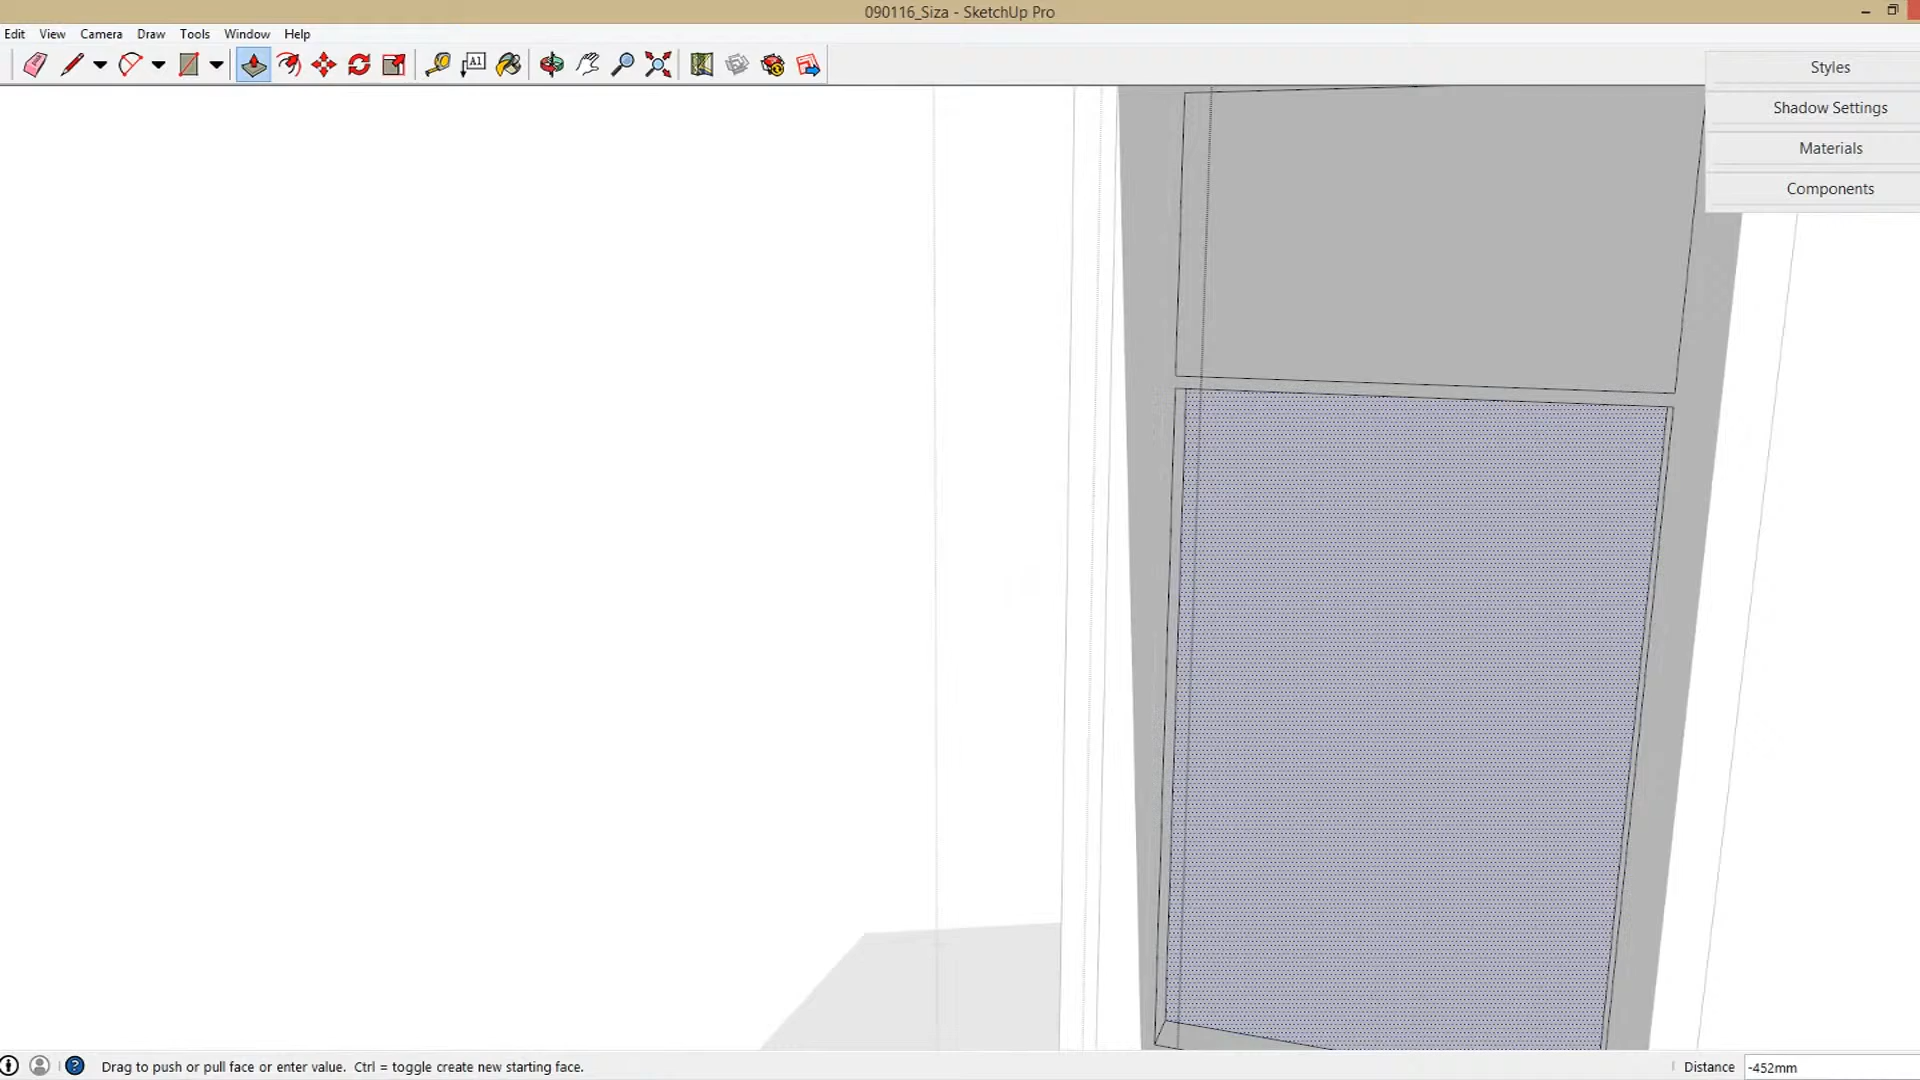 090116_Siza - SketchUp Pro
Edit View Camera Draw Tools Window Help
A1
Styles
Shadow Settings
Materials
Components
Drag to push or pull face or enter value. Ctrl = toggle create new starting face.
Distance -452mm